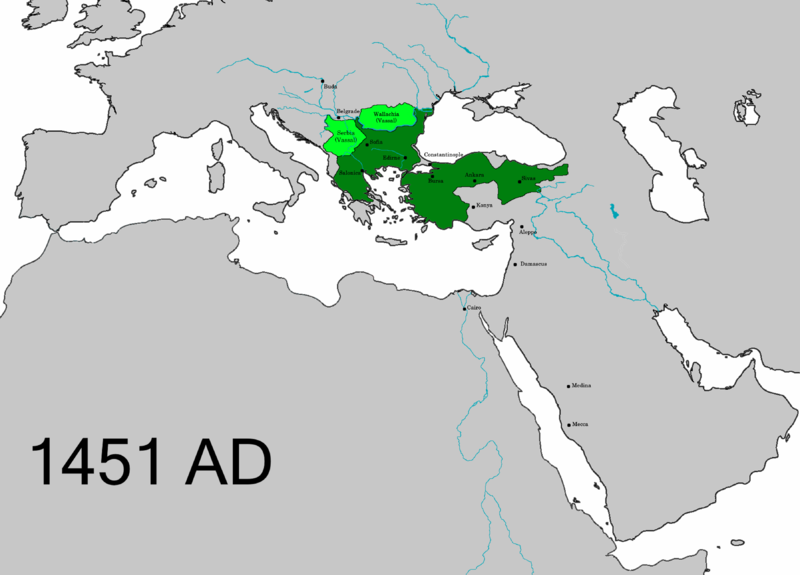 Buda
Belgrade
Wallachia
(Vassal)
Serbia
(Vassal)
Sofia
Edirne
Constantinople
Salonica
Bursa
Ankara
Sivas
Konya
Aleppo
Damascus
Cairo
Medina
Mecca
1451 AD